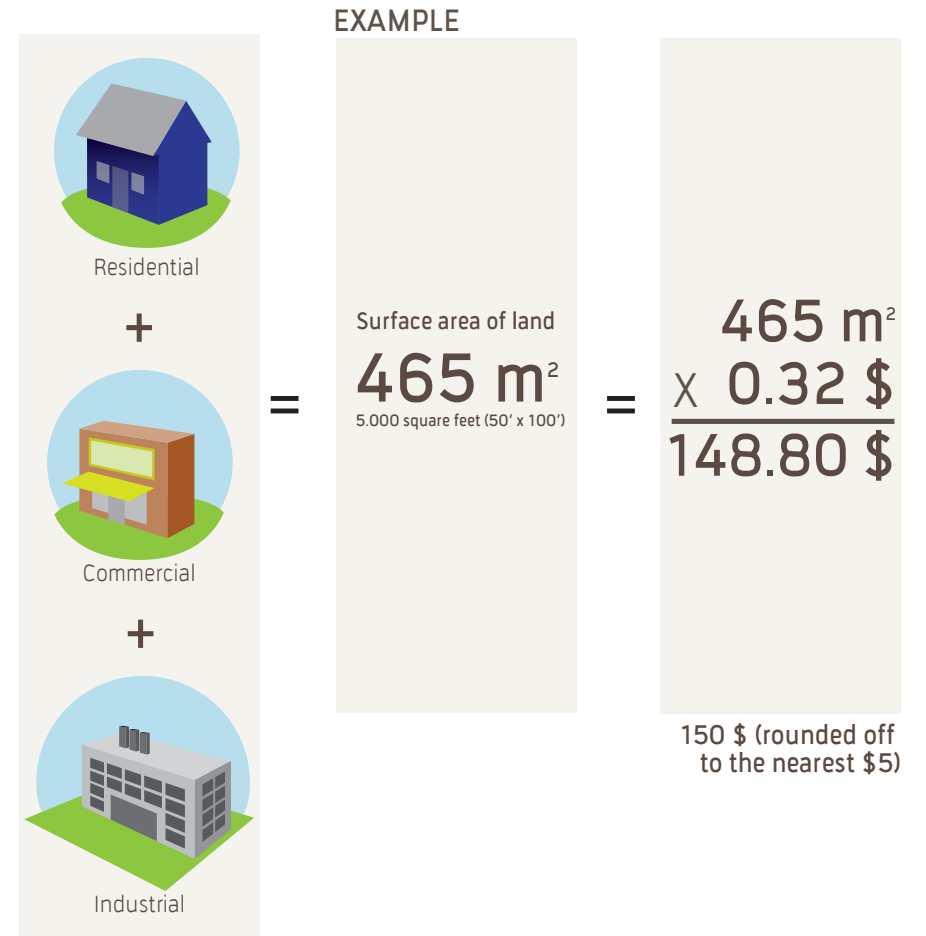 EXAMPLE
Residential
+
Commercial
+
Industrial
=
Surface area of land
465 m²
5.000 square feet (50' x 100')
=
465 m²
X 0.32 $
148.80 $
150 $ (rounded off
to the nearest $5)